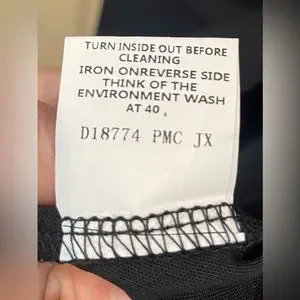 TURN INSIDE OUT BEFORE
CLEANING
IRON ONREVERSE SIDE
THINK OF THE
ENVIRONMENT WASH
AT 40 。
D18774 PMC JX